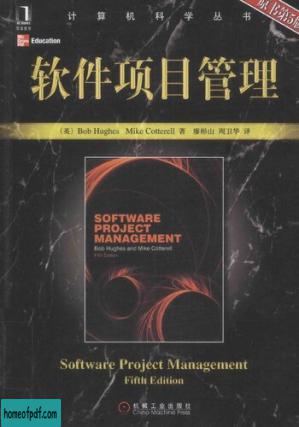 计算机科学丛书
原书第5版
Education
软件项目管理
(英) Bob Hughes Mike Cotterell 著 廖彬山 周卫华 译
SOFTWARE
PROJECT
MANAGEMENT
Bob Hughes and Mike Cotterell
Fifth Edition
Software Project Management
Fifth Edition
机械工业出版社
China Machine Press
homeofpdf.com